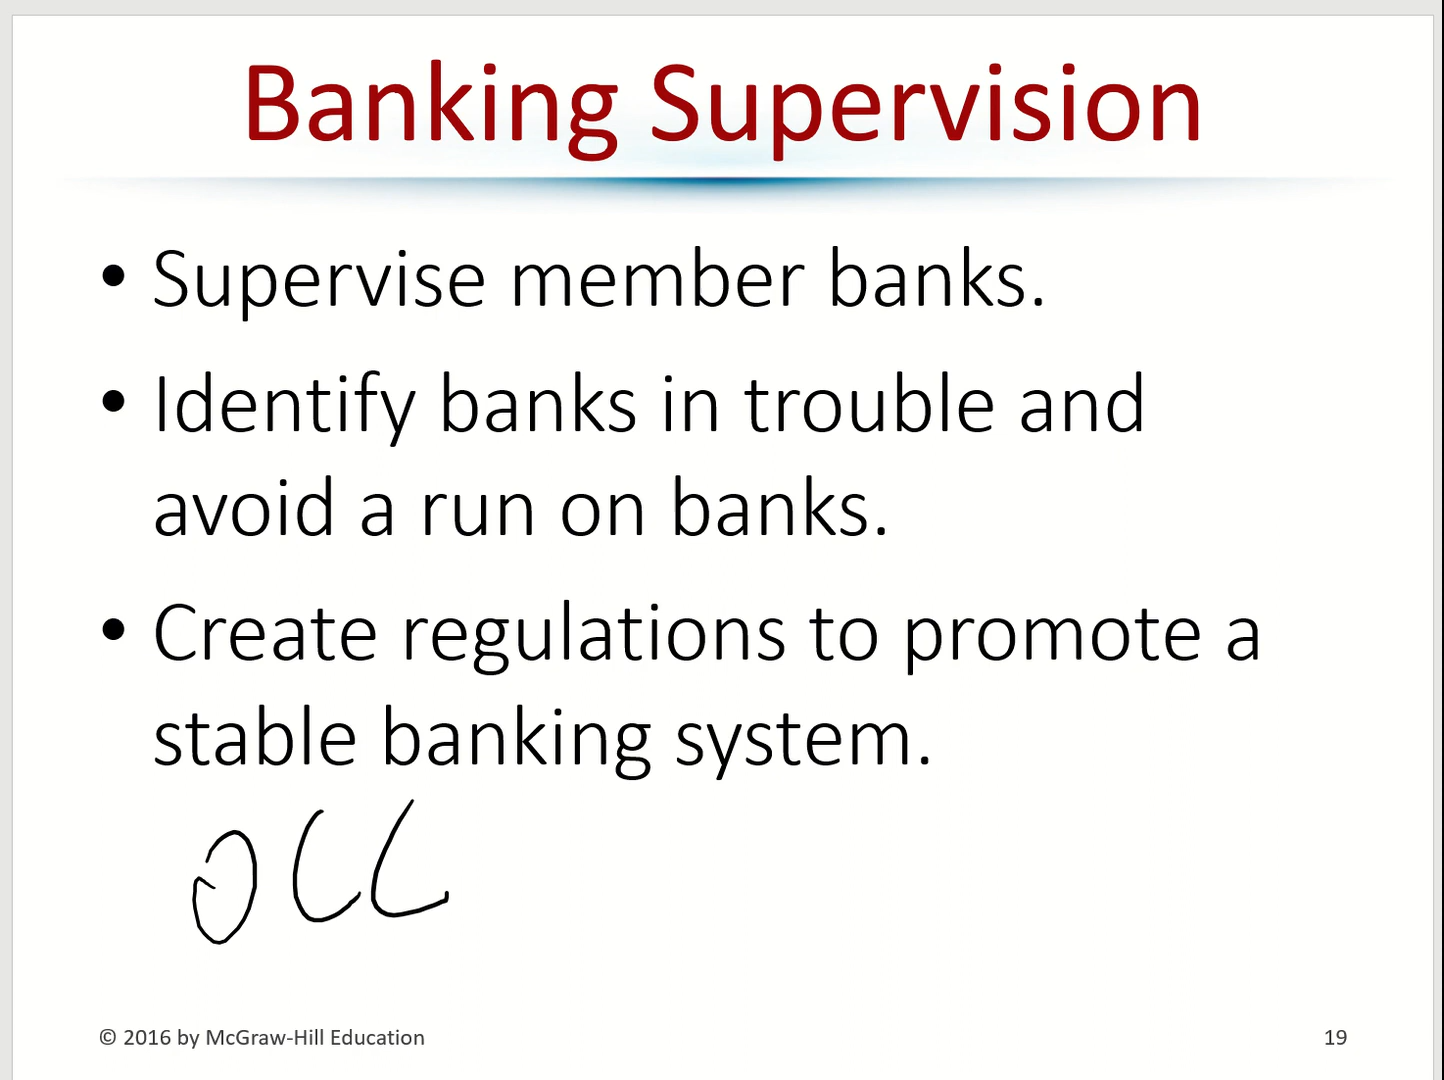 Banking Supervision
• Supervise member banks.
• Identify banks in trouble and
avoid a run on banks.
• Create regulations to promote a
stable banking system.
OCC
© 2016 by McGraw-Hill Education
19